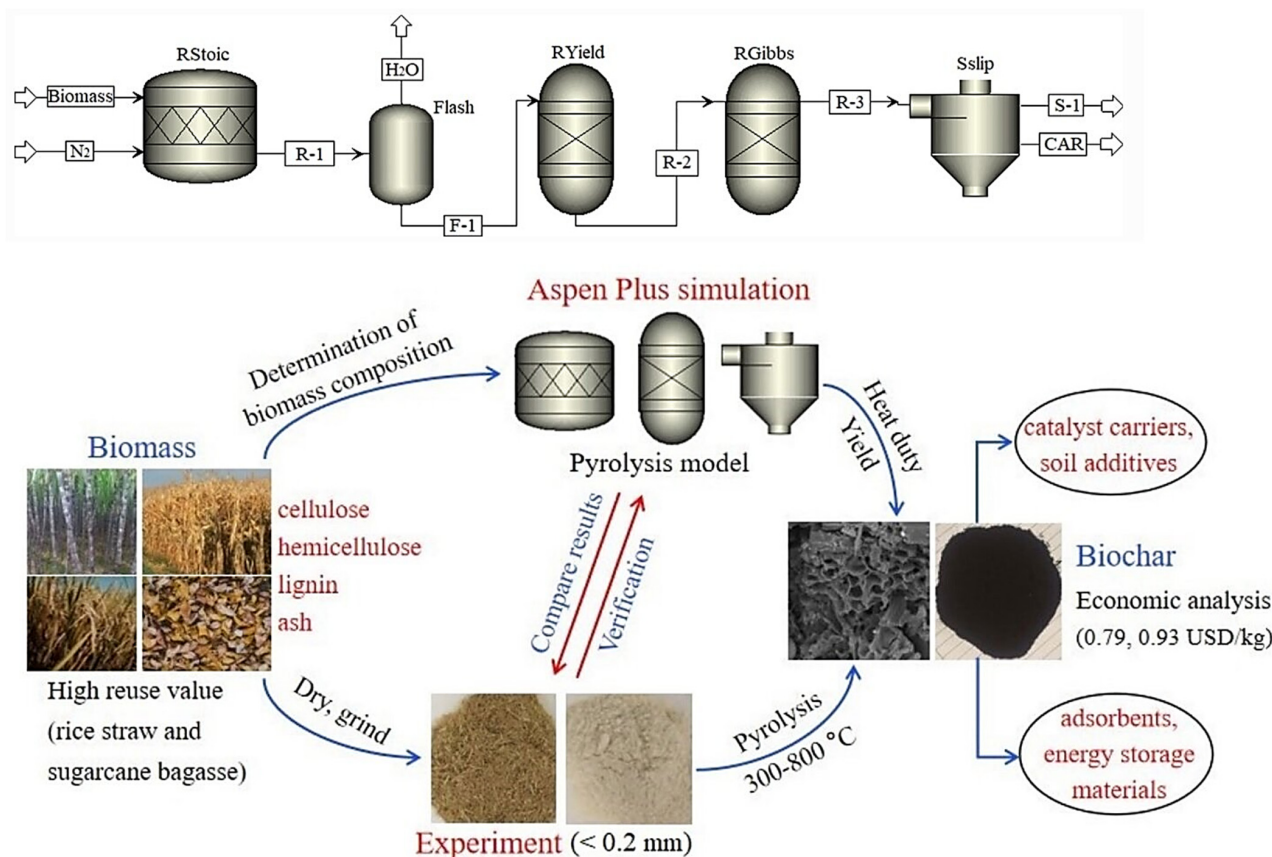 RStoic
Biomass
N₂
R-1
H₂O
Flash
F-1
RYield
R-2
RGibbs
R-3
Sslip
S-1
CAR
Aspen Plus simulation
Determination of
biomass composition
Pyrolysis model
Heat duty
Yield
Biomass
cellulose
hemicellulose
lignin
ash
High reuse value
(rice straw and
sugarcane bagasse)
Compare results
Verification
Dry, grind
Experiment (< 0.2 mm)
Pyrolysis
300-800 °C
catalyst carriers,
soil additives
Biochar
Economic analysis
(0.79, 0.93 USD/kg)
adsorbents,
energy storage
materials